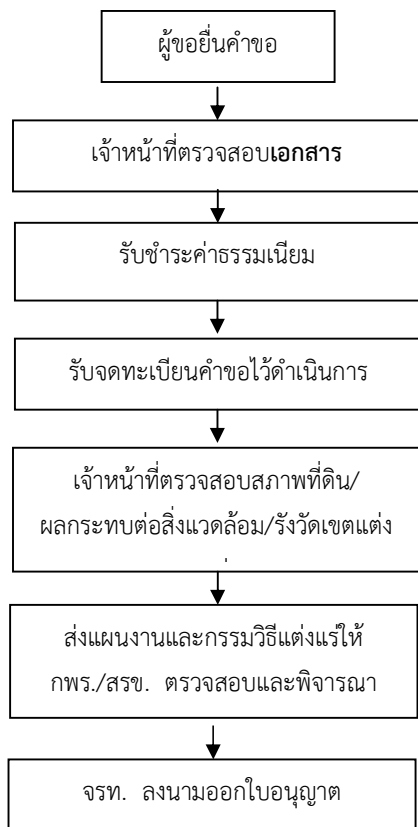 ผู้ขอยื่นคำขอ
เจ้าหน้าที่ตรวจสอบเอกสาร
รับชำระค่าธรรมเนียม
รับจดทะเบียนคำขอไว้ดำเนินการ
เจ้าหน้าที่ตรวจสอบสภาพที่ดิน/
ผลกระทบต่อสิ่งแวดล้อม/รังวัดเขตแต่ง
ส่งแผนงานและกรรมวิธีแต่งแร่ให้
กพร./สรข. ตรวจสอบและพิจารณา
จรท. ลงนามออกใบอนุญาต